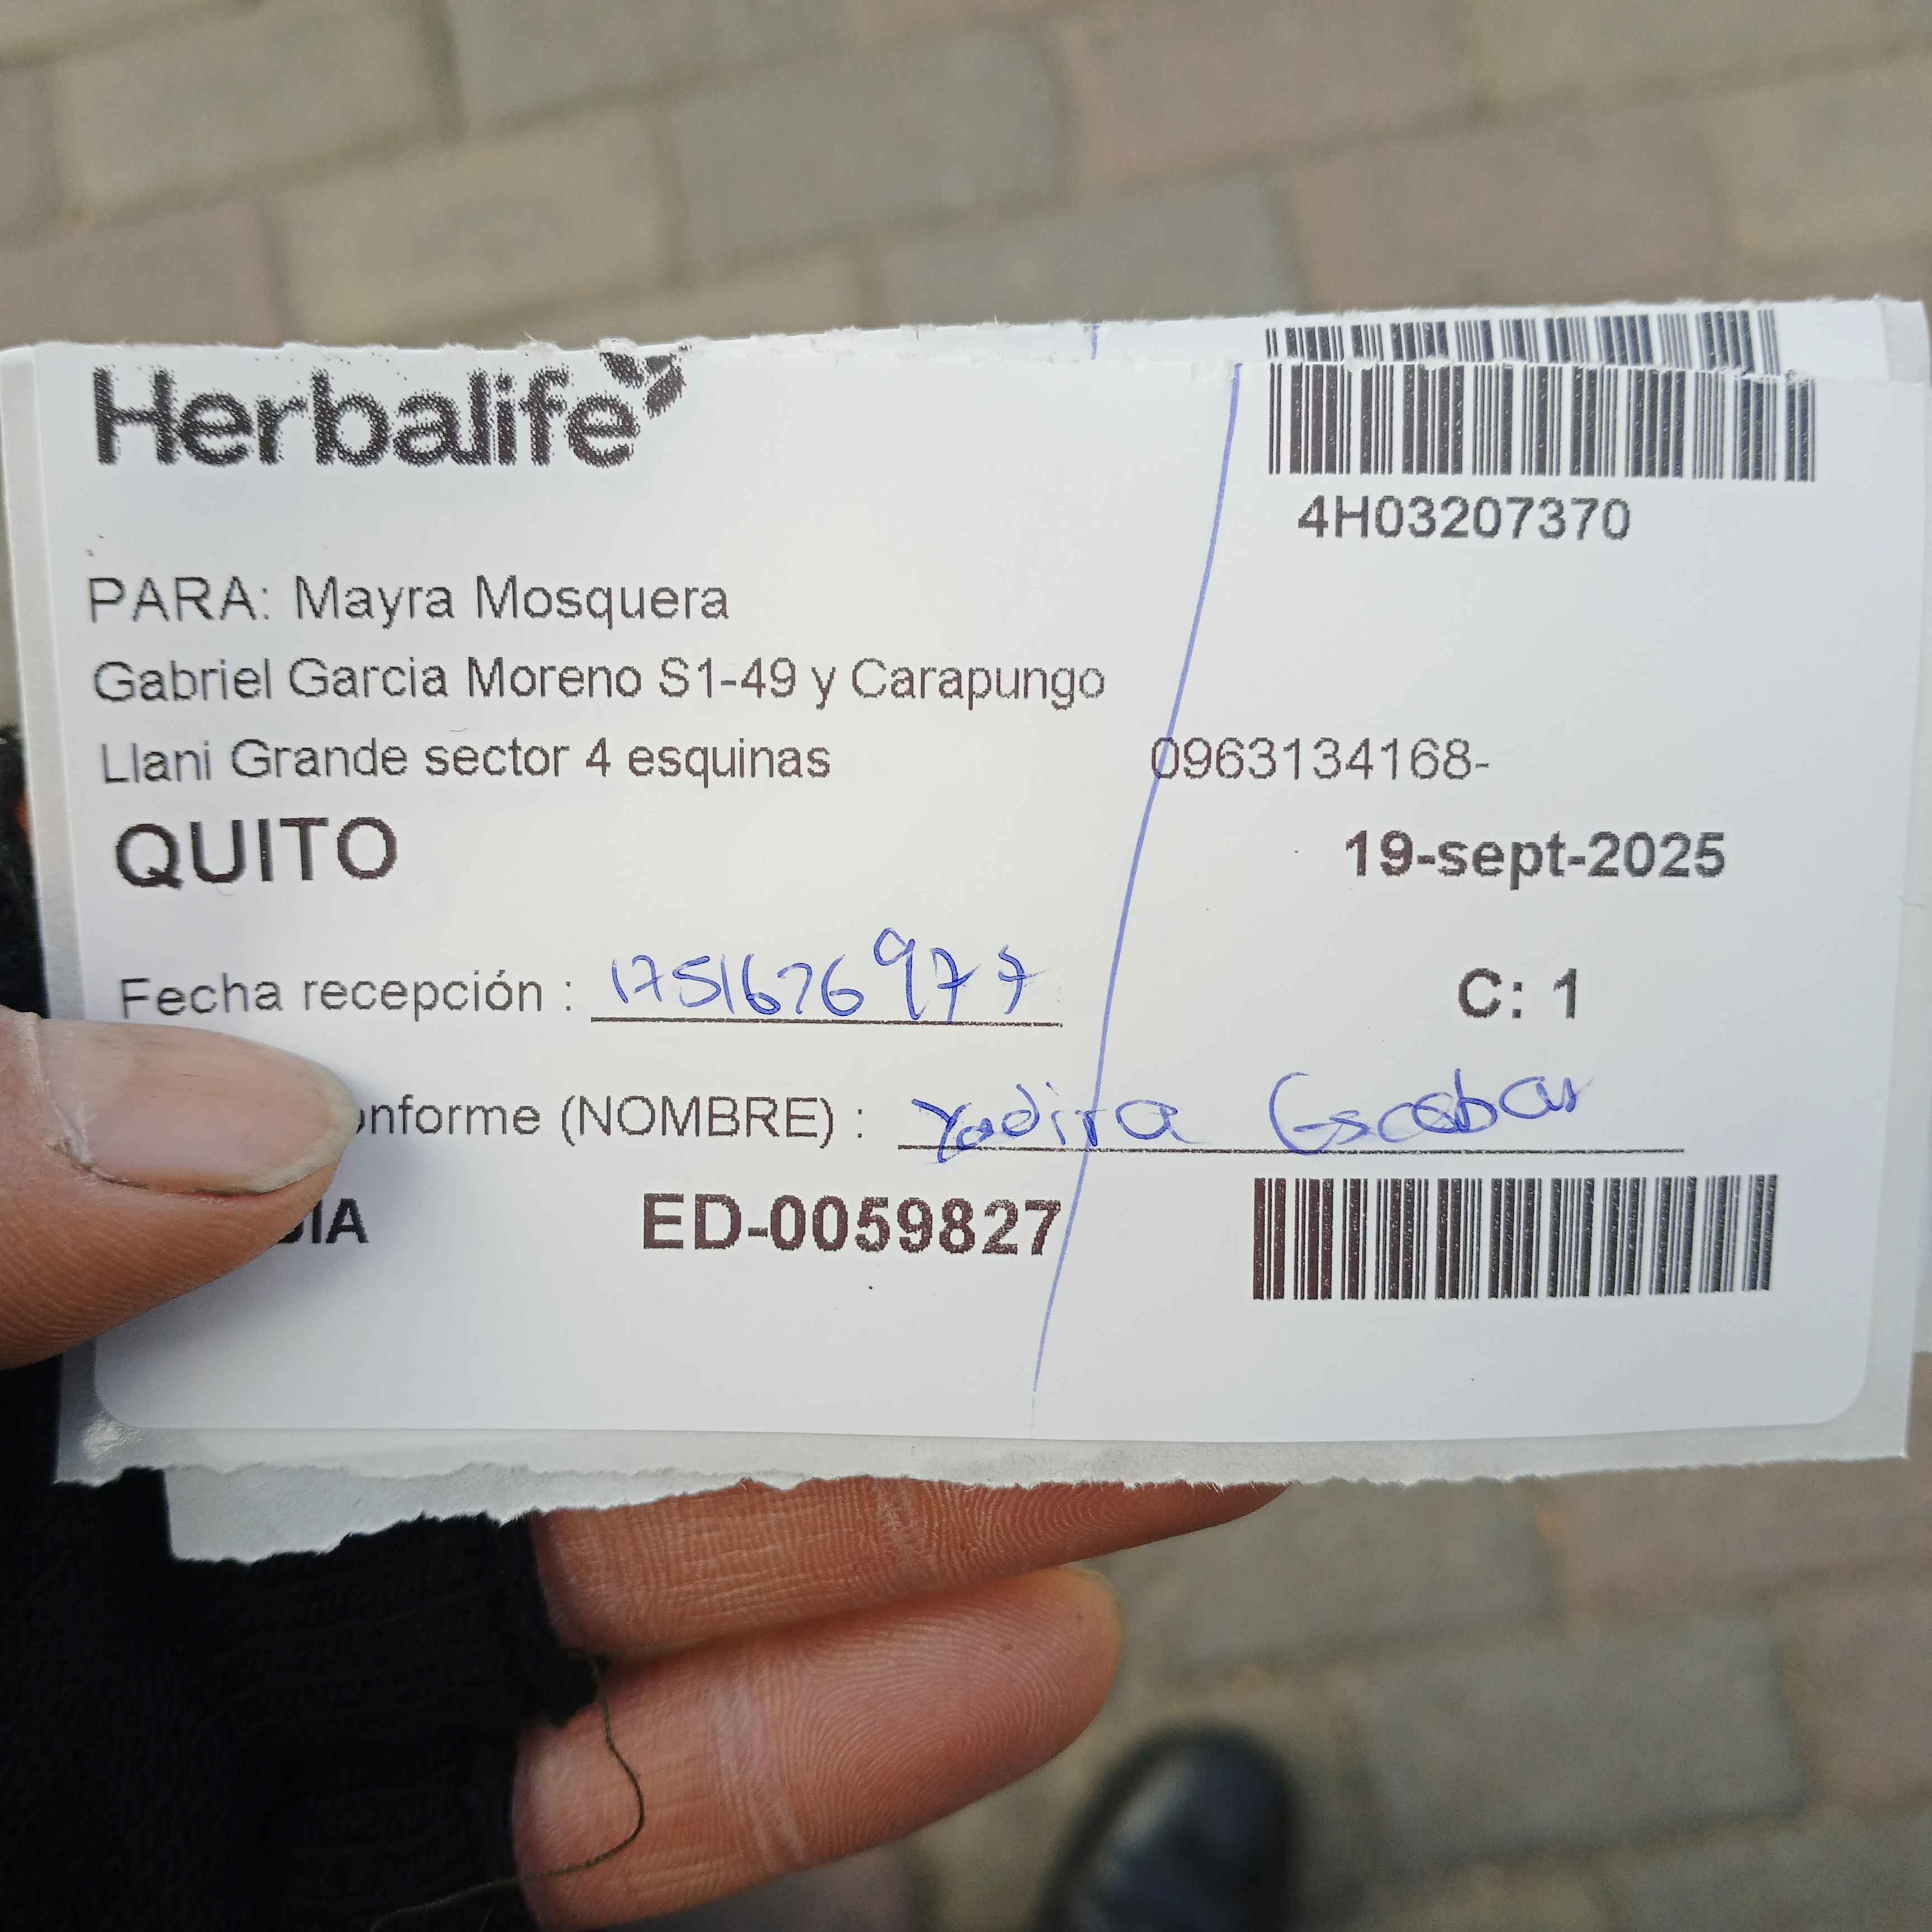 Herbalife
4H03207370
PARA: Mayra Mosquera
Gabriel Garcia Moreno S1-49 y Carapungo
Llani Grande sector 4 esquinas 0963134168-
QUITO 19-sept-2025
Fecha recepción : 1751676977 C: 1
onforme (NOMBRE) : Yadira Escobar
IA ED-0059827